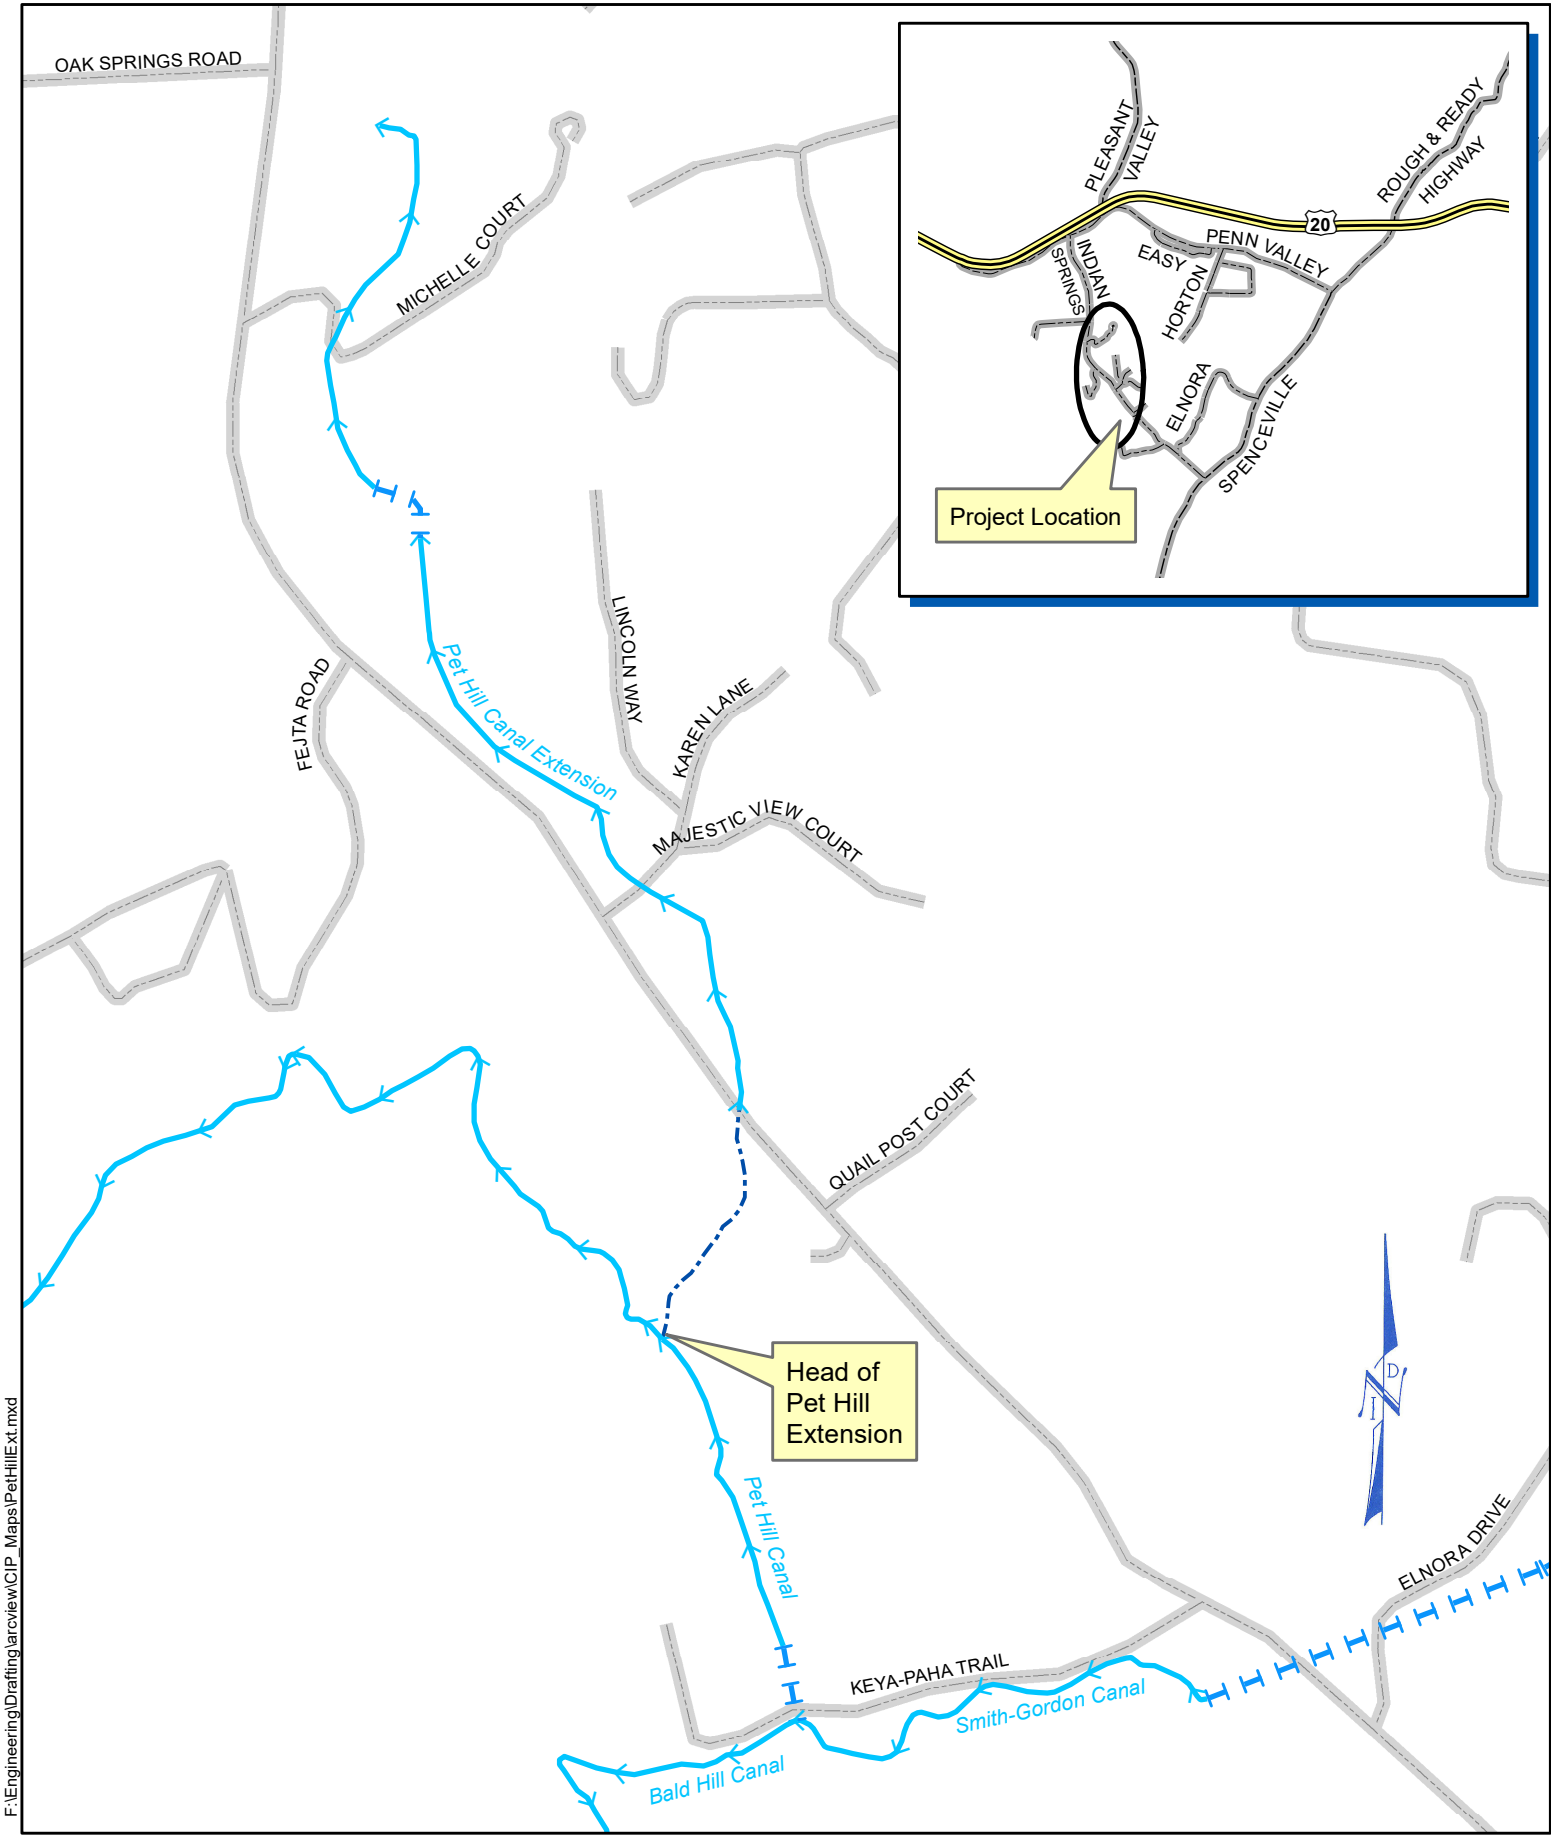 OAK SPRINGS ROAD
MICHELLE COURT
PLEASANT
VALLEY
ROUGH & READY
HIGHWAY
20
INDIAN
SPRINGS
EASY
PENN VALLEY
HORTON
ELNORA
SPENCEVILLE
Project Location
LINCOLN WAY
FEJTA ROAD
Pet Hill Canal Extension
KAREN LANE
MAJESTIC VIEW COURT
QUAIL POST COURT
Head of
Pet Hill
Extension
N
I
D
Pet Hill Canal
ELNORA DRIVE
KEYA-PAHA TRAIL
Smith-Gordon Canal
Bald Hill Canal
F:\Engineering\Drafting\arcview\CIP_Maps\PetHillExt.mxd